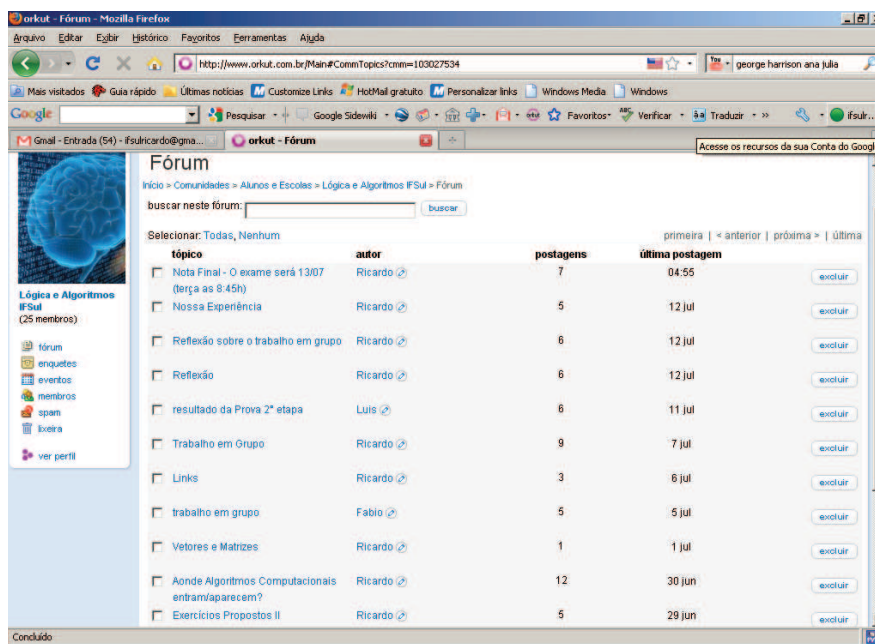 orkut - Fórum - Mozilla Firefox
Arquivo Editar Exibir Histórico Favoritos Ferramentas Ajuda
http://www.orkut.com.br/Main#CommTopics?cmm=103027534
george harrison ana julia
Mais visitados Guia rápido Últimas notícias Customize Links HotMail gratuito Personalizar links Windows Media Windows
Google Pesquisar Google Sidewiki Favoritos Verificar Traduzir ifsulr...
Gmail - Entrada (54) - ifsulricardo@gma... orkut - Fórum
Acesse os recursos da sua Conta do Googl
Fórum
Início > Comunidades > Alunos e Escolas > Lógica e Algoritmos IFSul > Fórum
buscar neste fórum: buscar
Selecionar: Todas, Nenhum primeira | < anterior | próxima > | última
tópico autor postagens última postagem
Nota Final - O exame será 13/07 Ricardo 7 04:55 excluir
(terça as 8:45h)
Nossa Experiência Ricardo 5 12 jul excluir
Reflexão sobre o trabalho em grupo Ricardo 6 12 jul excluir
Reflexão Ricardo 6 12 jul excluir
resultado da Prova 2ª etapa Luis 6 11 jul excluir
Trabalho em Grupo Ricardo 9 7 jul excluir
Links Ricardo 3 6 jul excluir
trabalho em grupo Fabio 5 5 jul excluir
Vetores e Matrizes Ricardo 1 1 jul excluir
Aonde Algoritmos Computacionais Ricardo 12 30 jun excluir
entram/aparecem?
Exercícios Propostos II Ricardo 5 29 jun excluir
Lógica e Algoritmos
IFSul
(25 membros)
fórum
enquetes
eventos
membros
spam
lixeira
ver perfil
Concluído